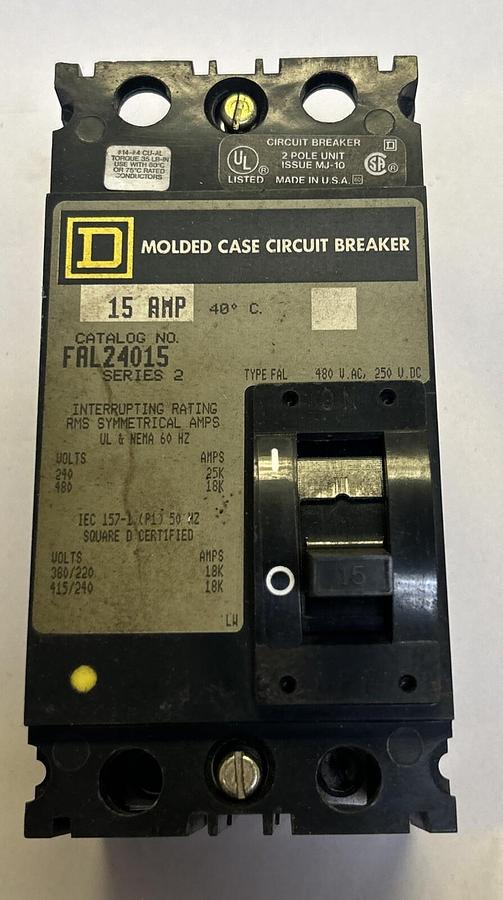 #14-#4 CU-AL
TORQUE 35 LB-IN
USE WITH 60°C
OR 75°C RATED
CONDUCTORS
CIRCUIT BREAKER
2 POLE UNIT
ISSUE MJ-10
MADE IN U.S.A.
UL ®
LISTED
SA ®
D
MOLDED CASE CIRCUIT BREAKER
15 AMP 40° C.
CATALOG NO.
FAL24015
SERIES 2
TYPE FAL 480 V.AC, 250 V.DC
INTERRUPTING RATING
RMS SYMMETRICAL AMPS
UL & NEMA 60 HZ
VOLTS AMPS
240 25K
480 18K
IEC 157-1 (P1) 50 HZ
SQUARE D CERTIFIED
VOLTS AMPS
380/220 18K
415/240 18K
LW
ON
I
15
O